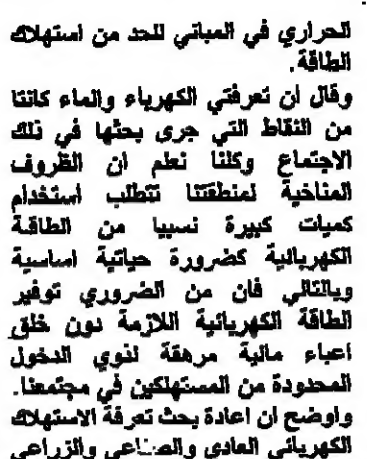 الحراري في المباني للحد من استهلاك
الطاقة.
وقال ان تعرفتي الكهرباء والماء كانتا
من النقاط التي جرى بحثها في ذلك
الاجتماع وكلنا نعلم ان الظروف
المناخية لمنطقتنا تتطلب استخدام
كميات كبيرة نسبيا من الطاقة
الكهربائية كضرورة حياتية اساسية
وبالتالي فان من الضروري توفير
الطاقة الكهربائية اللازمة دون خلق
اعباء مالية مرهقة لذوي الدخول
المحدودة من المستهلكين في مجتمعنا.
واوضح ان اعادة بحث تعرفة الاستهلاك
الكهربائي العادي والصناعي والزراعي